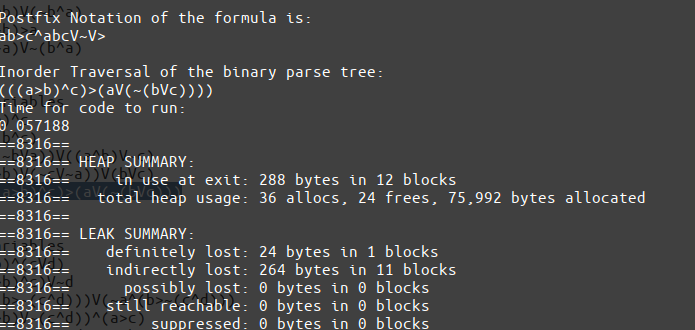 Postfix Notation of the formula is:
ab>c^abcV~V>
Inorder Traversal of the binary parse tree:
(((a>b)^c)>(aV(~(bVc))))
Time for code to run:
0.057188
==8316==
==8316== HEAP SUMMARY:
==8316==     in use at exit: 288 bytes in 12 blocks
==8316==   total heap usage: 36 allocs, 24 frees, 75,992 bytes allocated
==8316==
==8316== LEAK SUMMARY:
==8316==    definitely lost: 24 bytes in 1 blocks
==8316==    indirectly lost: 264 bytes in 11 blocks
==8316==      possibly lost: 0 bytes in 0 blocks
==8316==    still reachable: 0 bytes in 0 blocks
==8316==         suppressed: 0 bytes in 0 blocks